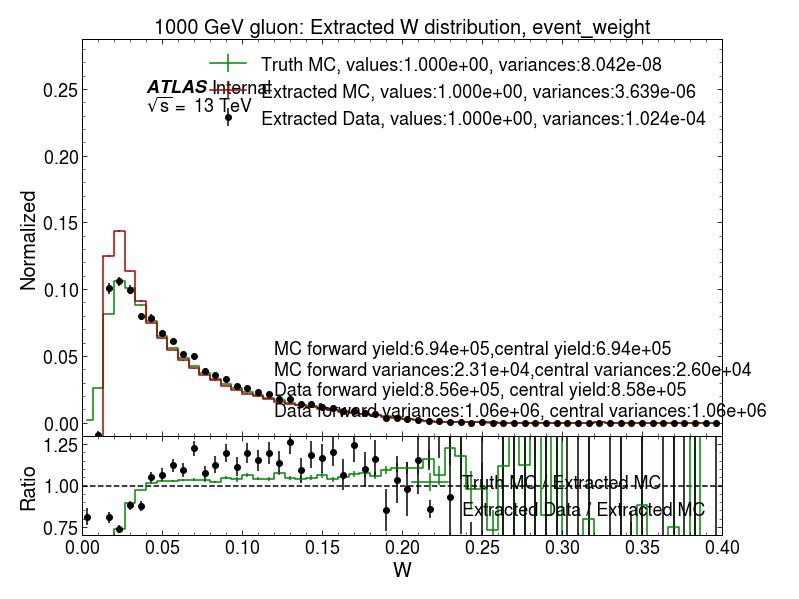 1000 GeV gluon: Extracted W distribution, event_weight
Truth MC, values:1.000e+00, variances:8.042e-08
ATLAS Internal
Extracted MC, values:1.000e+00, variances:3.639e-06
√s = 13 TeV
Extracted Data, values:1.000e+00, variances:1.024e-04
0.25
0.20
0.15
0.10
0.05
0.00
Normalized
MC forward yield:6.94e+05,central yield:6.94e+05
MC forward variances:2.31e+04,central variances:2.60e+04
Data forward yield:8.56e+05, central yield:8.58e+05
Data forward variances:1.06e+06, central variances:1.06e+06
1.25
1.00
0.75
Ratio
Truth MC / Extracted MC
Extracted Data / Extracted MC
0.00 0.05 0.10 0.15 0.20 0.25 0.30 0.35 0.40
W